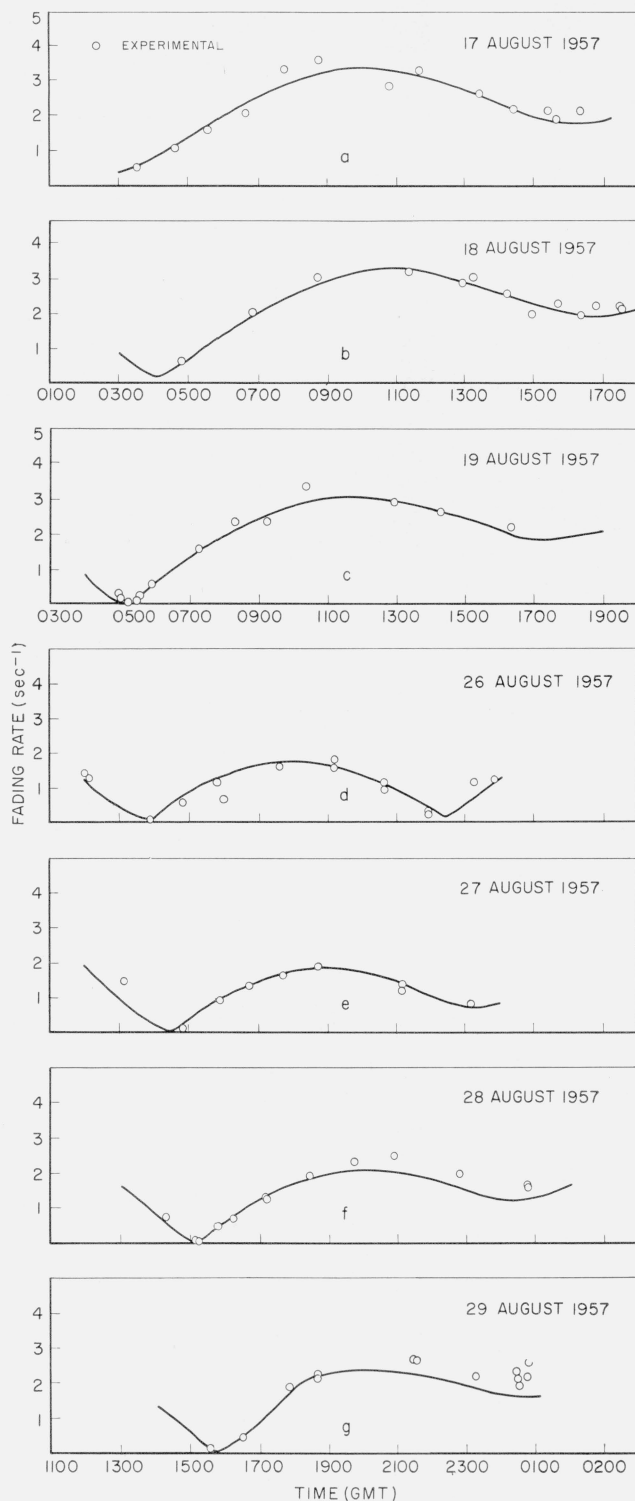 5
○ EXPERIMENTAL 17 AUGUST 1957
4
3
2
1
a
18 AUGUST 1957
4
3
2
1
b
0100 0300 0500 0700 0900 1100 1300 1500 1700
5
19 AUGUST 1957
4
3
2
1
c
0300 0500 0700 0900 1100 1300 1500 1700 1900
FADING RATE (sec-1)
26 AUGUST 1957
4
3
2
1
d
27 AUGUST 1957
4
3
2
1
e
28 AUGUST 1957
4
3
2
1
f
29 AUGUST 1957
4
3
2
1
g
1100 1300 1500 1700 1900 2100 2300 0100 0200
TIME (GMT)